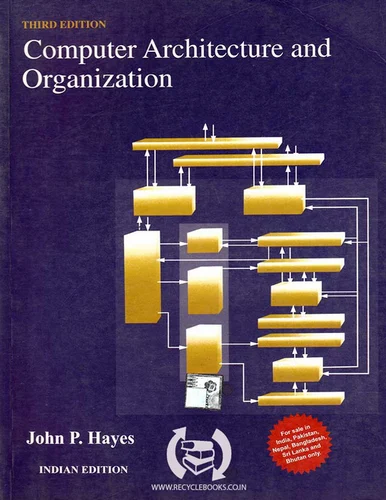 THIRD EDITION
Computer Architecture and
Organization
For sale in
India, Pakistan,
Nepal, Bangladesh,
Sri Lanka and
Bhutan only.
John P. Hayes
INDIAN EDITION
WWW.RECYCLEBOOKS.CO.IN